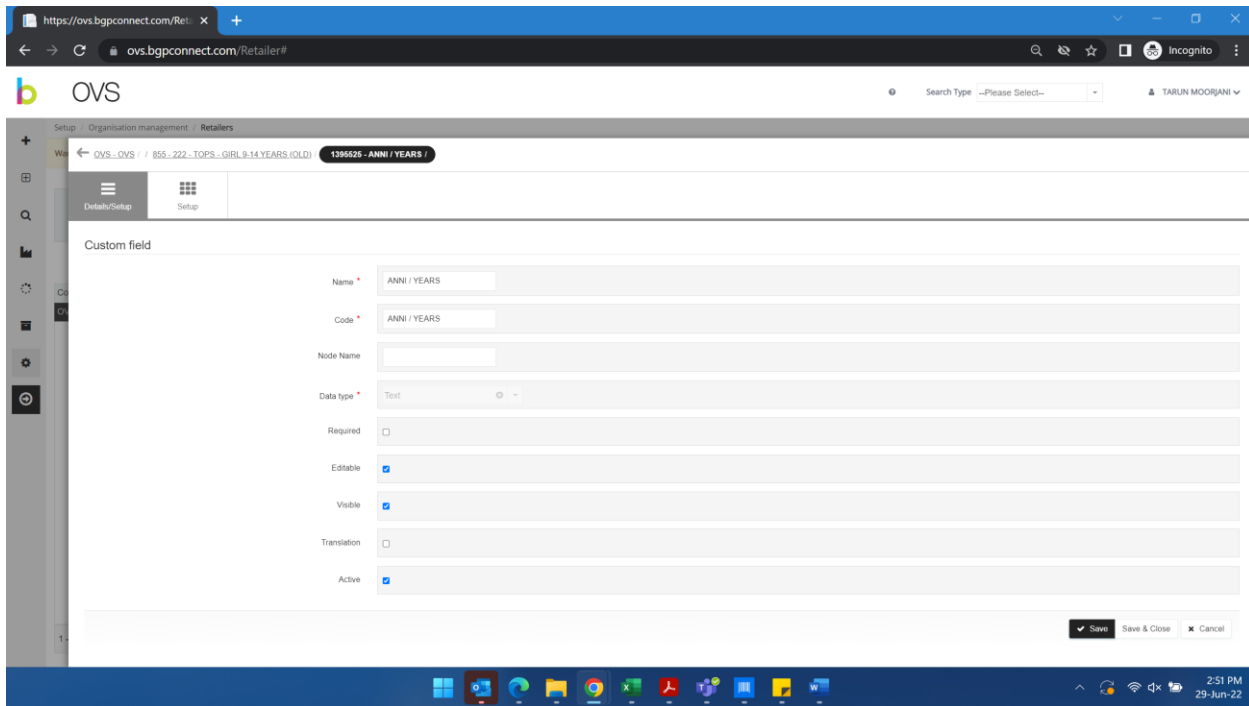 https://ovs.bgpconnect.com/Reta
ovs.bgpconnect.com/Retailer#
Incognito
b OVS
Search Type --Please Select--
TARUN MOORJANI
Setup / Organisation management / Retailers
OVS - OVS / / 855 - 222 - TOPS - GIRL 9-14 YEARS (OLD) / 1395525 - ANNI / YEARS /
Details/Setup
Setup
Custom field
Name * ANNI / YEARS
Code * ANNI / YEARS
Node Name
Data type * Text
Required
Editable
Visible
Translation
Active
Save Save & Close Cancel
2:51 PM
29-Jun-22